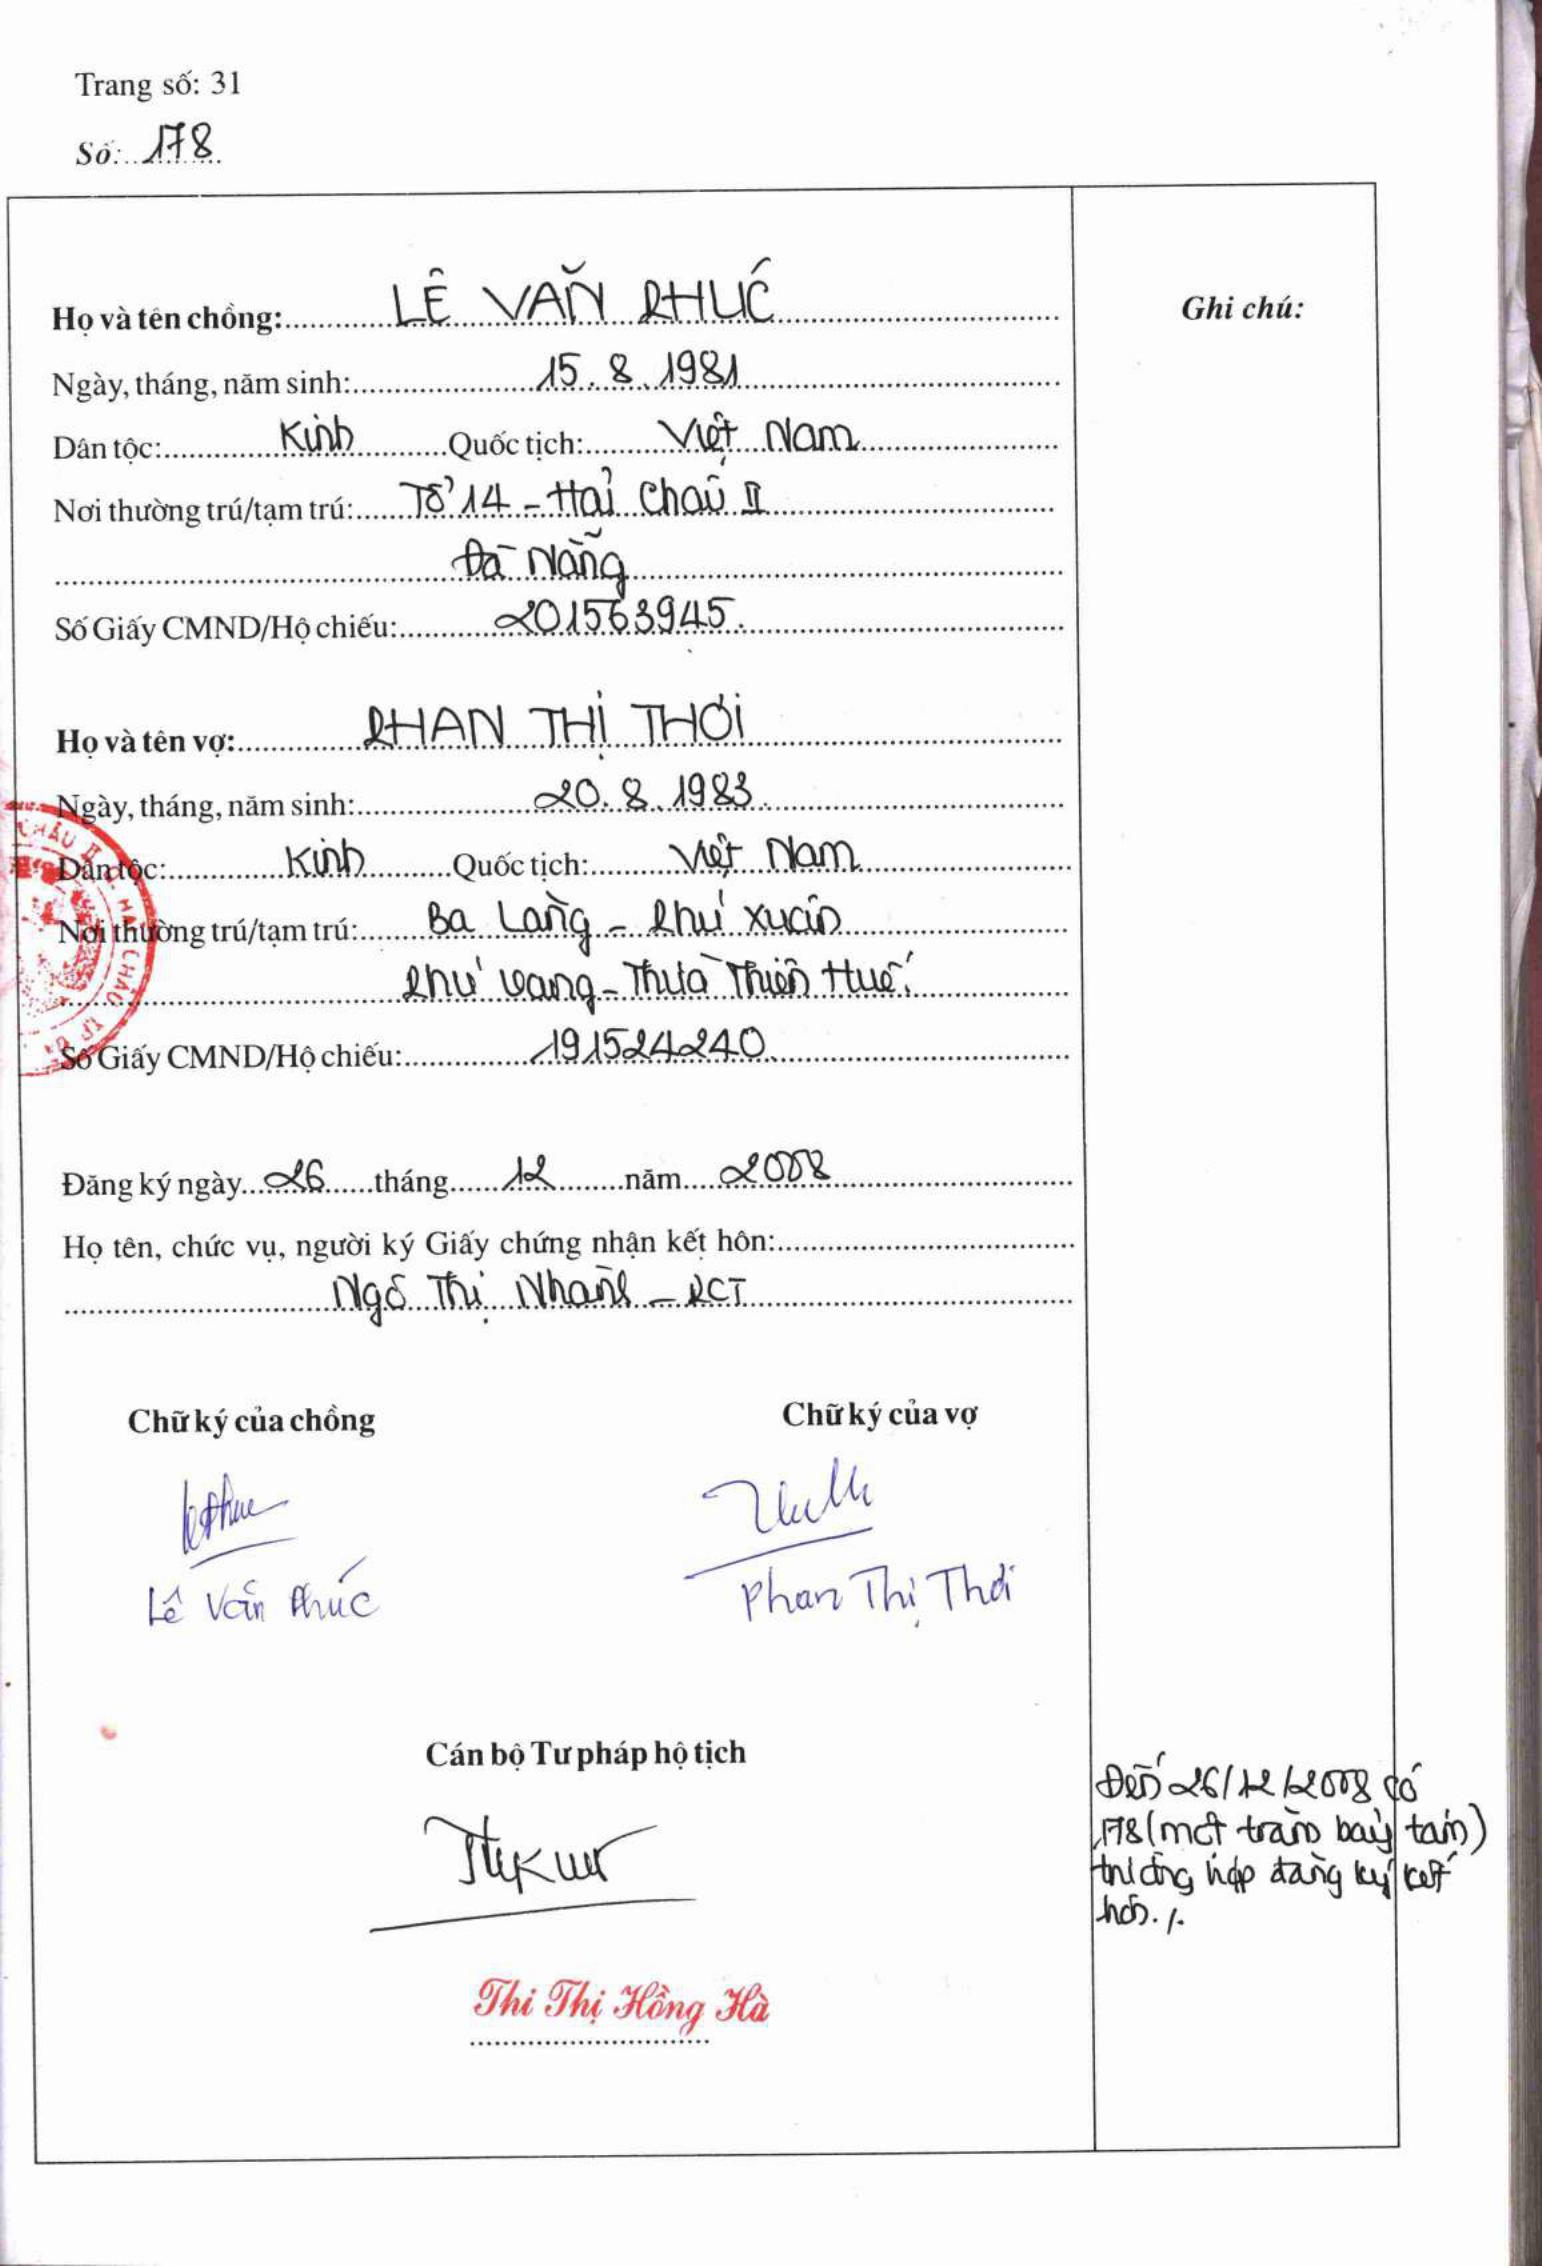 Trang số: 31
Số: 178
Họ và tên chồng: LÊ VĂN PHÚC
Ghi chú:
Ngày, tháng, năm sinh: 15.8.1981
Dân tộc: Kinh Quốc tịch: Việt Nam
Nơi thường trú/tạm trú: Tổ 14 - Hải Châu II
Đà Nẵng
Số Giấy CMND/Hộ chiếu: 201563945.
Họ và tên vợ: PHAN THỊ THƠI
Ngày, tháng, năm sinh: 20.8.1983
Dân tộc: Kinh Quốc tịch: Việt Nam
Nơi thường trú/tạm trú: Ba Lăng - Phú Xuân
Phú Vang - Thừa Thiên Huế.
Số Giấy CMND/Hộ chiếu: 191524240
CHÂU II
HẢI CHÂU
Đăng ký ngày 26 tháng 12 năm 2008
Họ tên, chức vụ, người ký Giấy chứng nhận kết hôn:
Ngô Thị Nhành - PCT
Chữ ký của chồng
Chữ ký của vợ
Lê Văn Phúc
Phan Thị Thơi
Cán bộ Tư pháp hộ tịch
Thi Thị Hồng Hà
Đến 26/12/2008 có
178 (một trăm bảy tám)
trường hợp đăng ký kết
hôn./.